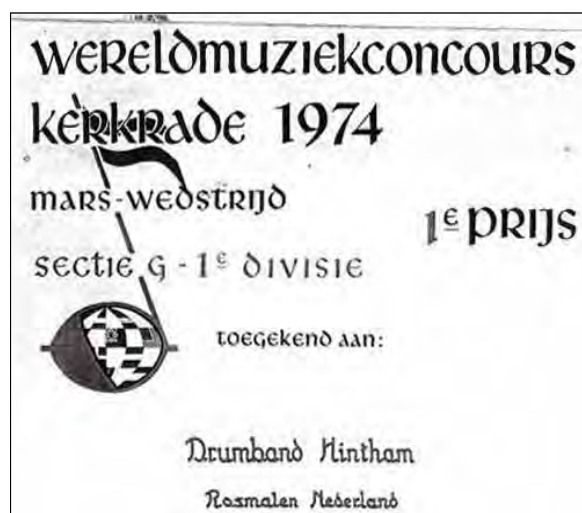 wereldmuziekconcours
kerkrade 1974
mars-wedstrijd
1e prijs
sectie G - 1e divisie
toegekend aan:
Drumband Hintham
Rosmalen Nederland